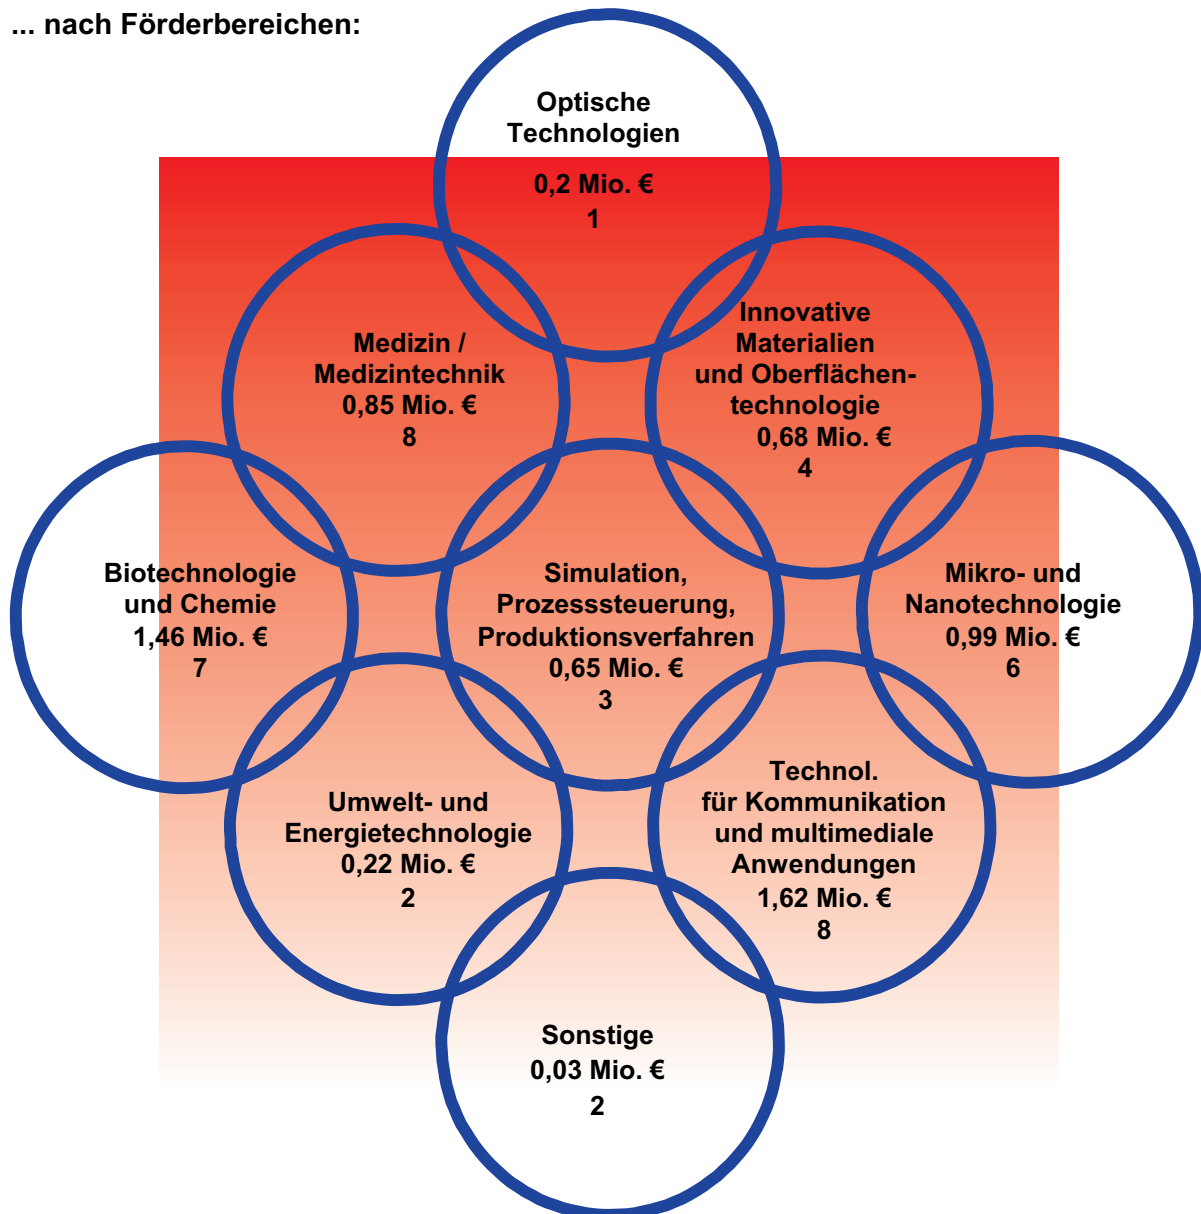 ... nach Förderbereichen:
Optische
Technologien
0,2 Mio. €
1
Medizin /
Medizintechnik
0,85 Mio. €
8
Innovative
Materialien
und Oberflächen-
technologie
0,68 Mio. €
4
Biotechnologie
und Chemie
1,46 Mio. €
7
Simulation,
Prozesssteuerung,
Produktionsverfahren
0,65 Mio. €
3
Mikro- und
Nanotechnologie
0,99 Mio. €
6
Umwelt- und
Energietechnologie
0,22 Mio. €
2
Technol.
für Kommunikation
und multimediale
Anwendungen
1,62 Mio. €
8
Sonstige
0,03 Mio. €
2